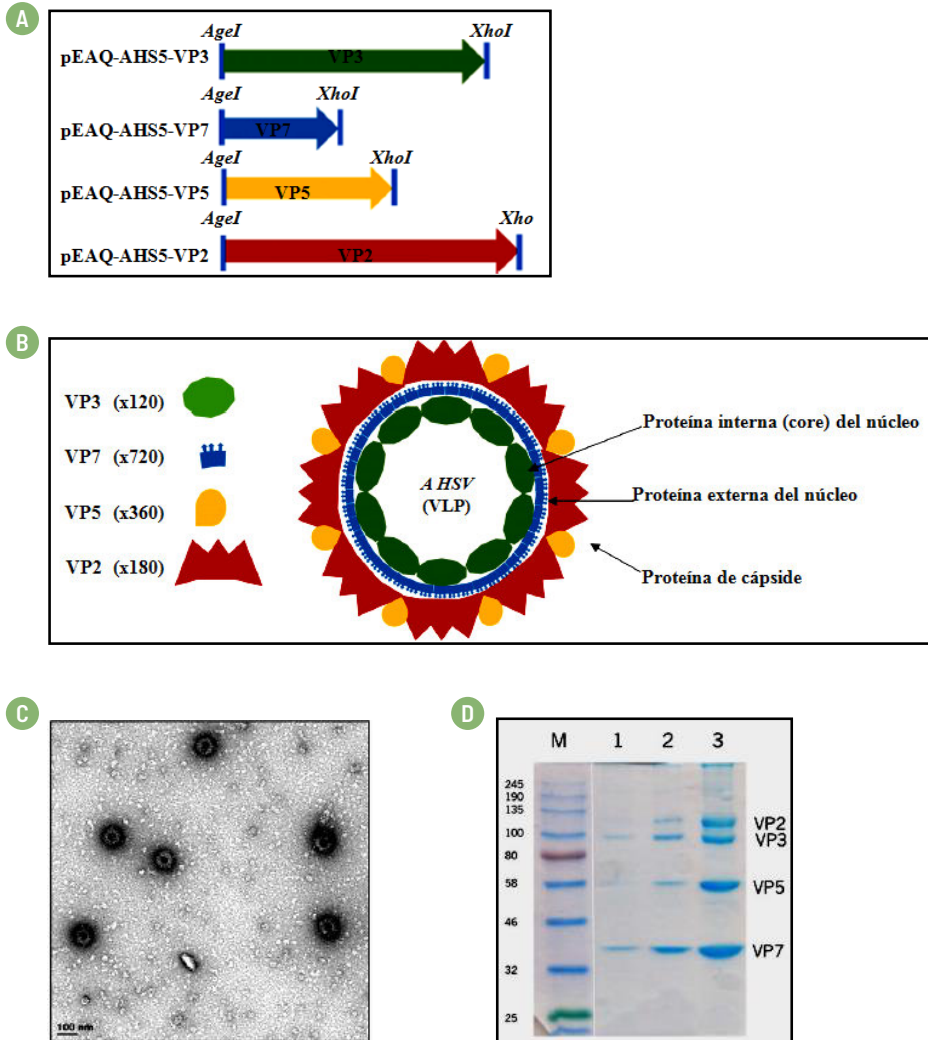 A
AgeI XhoI
pEAQ-AHS5-VP3 VP3
AgeI XhoI
pEAQ-AHS5-VP7 VP7
AgeI XhoI
pEAQ-AHS5-VP5 VP5
AgeI Xho
pEAQ-AHS5-VP2 VP2
B
VP3 (x120)
VP7 (x720)
VP5 (x360)
VP2 (x180)
AHSV
(VLP)
Proteína interna (core) del núcleo
Proteína externa del núcleo
Proteína de cápside
C
100 nm
D
M 1 2 3
245
190
135
100
80
58
46
32
25
VP2
VP3
VP5
VP7